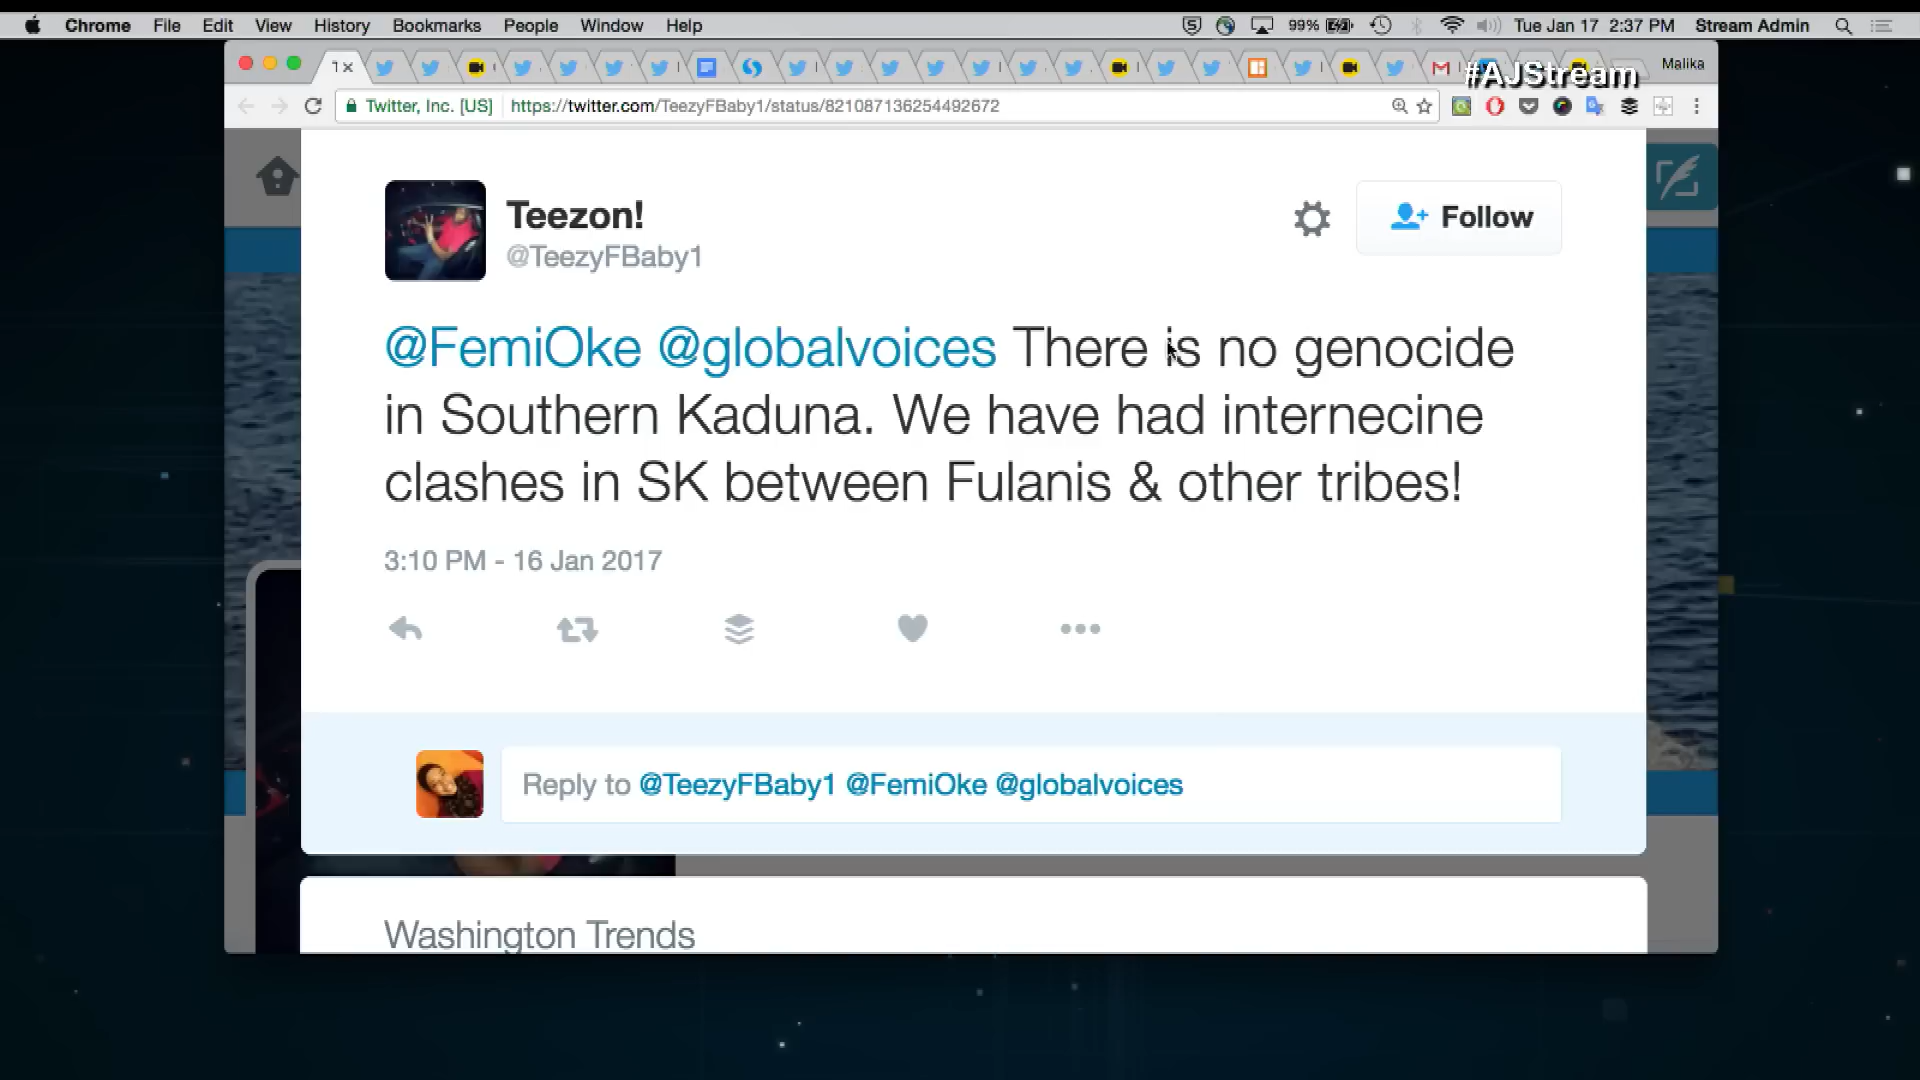 Chrome File Edit View History Bookmarks People Window Help 99% Tue Jan 17 2:37 PM Stream Admin
Malika
#AJStream
Twitter, Inc. [US] https://twitter.com/TeezyFBaby1/status/821087136254492672
Teezon!
@TeezyFBaby1
Follow
@FemiOke @globalvoices There is no genocide
in Southern Kaduna. We have had internecine
clashes in SK between Fulanis & other tribes!
3:10 PM - 16 Jan 2017
Reply to @TeezyFBaby1 @FemiOke @globalvoices
Washington Trends